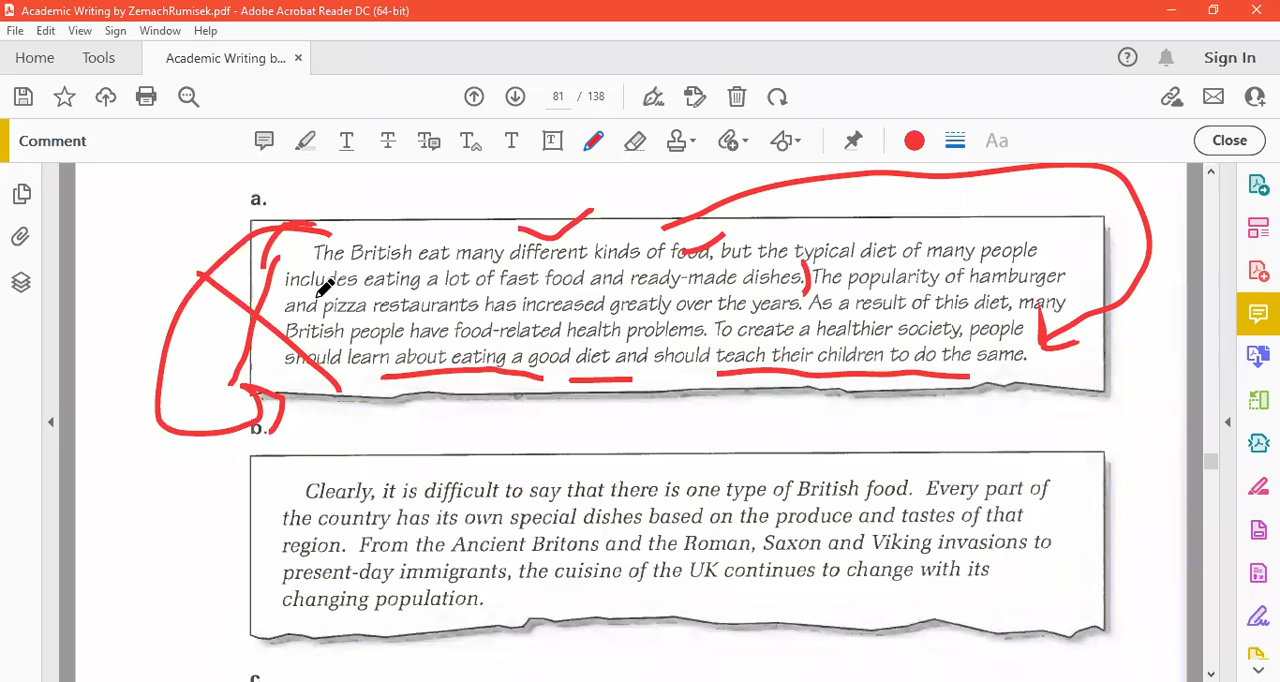 Academic Writing by ZemachRumisek.pdf - Adobe Acrobat Reader DC (64-bit)
File Edit View Sign Window Help
Home Tools Academic Writing b... × Sign In
81 / 138
Comment Close
a.
The British eat many different kinds of food, but the typical diet of many people
includes eating a lot of fast food and ready-made dishes. The popularity of hamburger
and pizza restaurants has increased greatly over the years. As a result of this diet, many
British people have food-related health problems. To create a healthier society, people
should learn about eating a good diet and should teach their children to do the same.
b.
Clearly, it is difficult to say that there is one type of British food. Every part of
the country has its own special dishes based on the produce and tastes of that
region. From the Ancient Britons and the Roman, Saxon and Viking invasions to
present-day immigrants, the cuisine of the UK continues to change with its
changing population.